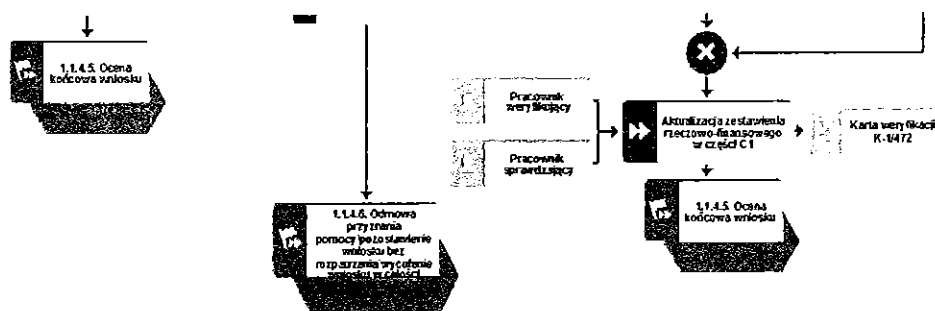 1.1.4.5. Ocena
końcowa wniosku
Pracownik
weryfikujący
Pracownik
sprawdzający
Aktualizacja zestawienia
rzeczowo-finansowego
w części C1
Karta weryfikacji
K-1/472
1.1.4.5. Ocena
końcowa wniosku
1.1.4.6. Odmowa
przyznania
pomocy/pozostawienie
wniosku bez
rozpatrzenia/wycofanie
wniosku w całości